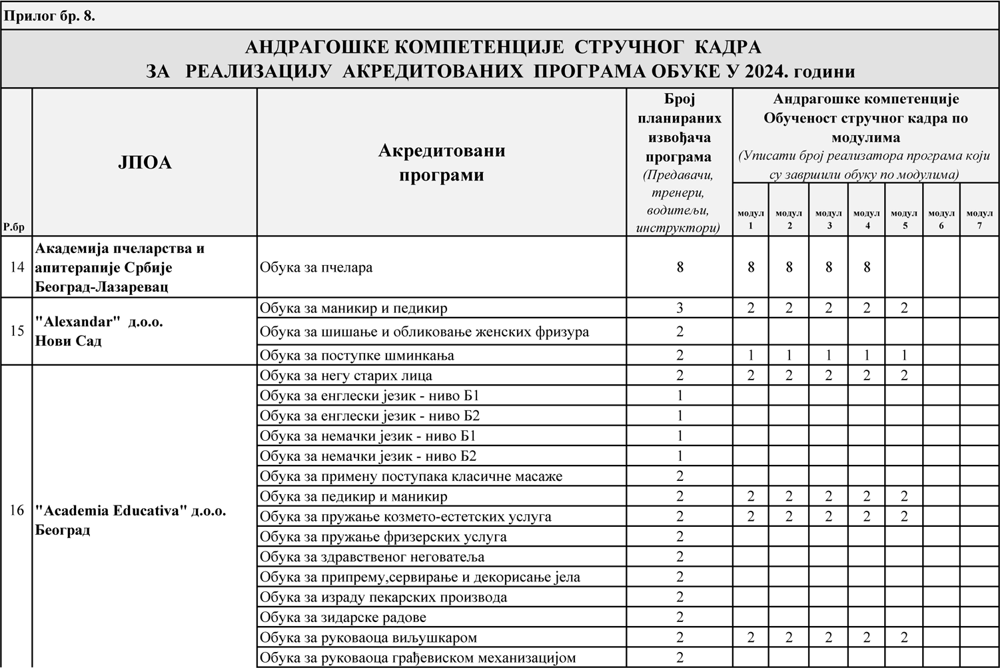 Прилог бр. 8.
АНДРАГОШКЕ КОМПЕТЕНЦИЈЕ СТРУЧНОГ КАДРА
ЗА РЕАЛИЗАЦИЈУ АКРЕДИТОВАНИХ ПРОГРАМА ОБУКЕ У 2024. години
Р.бр
ЈПОА
Акредитовани
програми
Број
планираних
извођача
програма
(Предавачи,
тренери,
водитељи,
инструктори)
Андрагошке компетенције
Обученост стручног кадра по
модулима
(Уписати број реализатора програма који
су завршили обуку по модулима)
модул 1 модул 2 модул 3 модул 4 модул 5 модул 6 модул 7
14
Академија пчеларства и
апитерапије Србије
Београд-Лазаревац
Обука за пчелара 8 8 8 8 8
15
"Alexandar" д.о.о.
Нови Сад
Обука за маникир и педикир 3 2 2 2 2 2
Обука за шишање и обликовање женских фризура 2
Обука за поступке шминкања 2 1 1 1 1 1
16
"Academia Educativa" д.о.о.
Београд
Обука за негу старих лица 2 2 2 2 2 2
Обука за енглески језик - ниво Б1 1
Обука за енглески језик - ниво Б2 1
Обука за немачки језик - ниво Б1 1
Обука за немачки језик - ниво Б2 1
Обука за примену поступака класичне масаже 2
Обука за педикир и маникир 2 2 2 2 2 2
Обука за пружање козмето-естетских услуга 2 2 2 2 2 2
Обука за пружање фризерских услуга 2
Обука за здравственог неговатеља 2
Обука за припрему,сервирање и декорисање јела 2
Обука за израду пекарских производа 2
Обука за зидарске радове 2
Обука за руковаоца виљушкаром 2 2 2 2 2 2
Обука за руковаоца грађевиском механизацијом 2